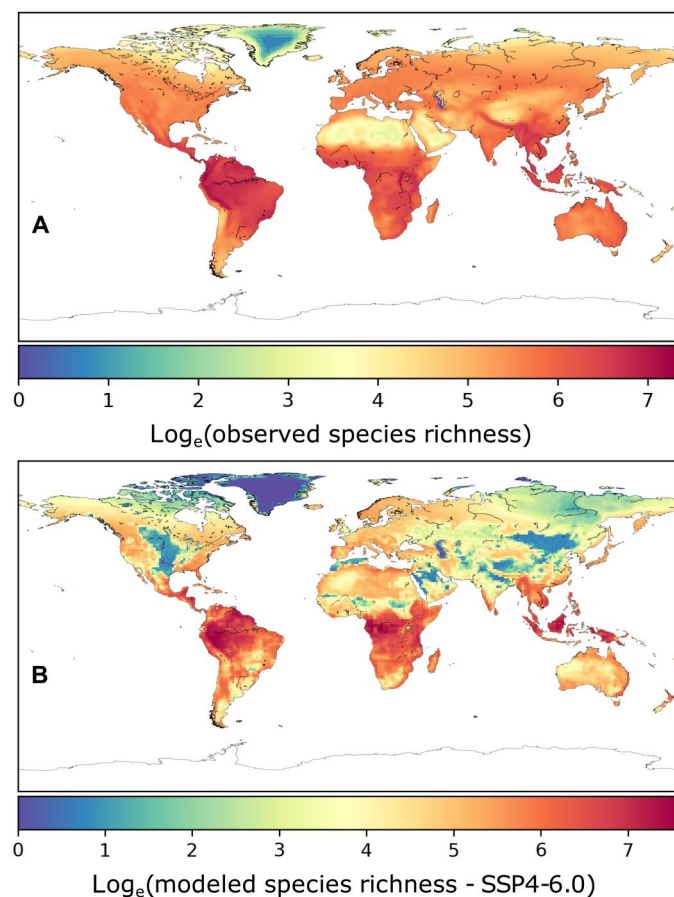 A
0 1 2 3 4 5 6 7
Logₑ(observed species richness)
B
0 1 2 3 4 5 6 7
Logₑ(modeled species richness - SSP4-6.0)